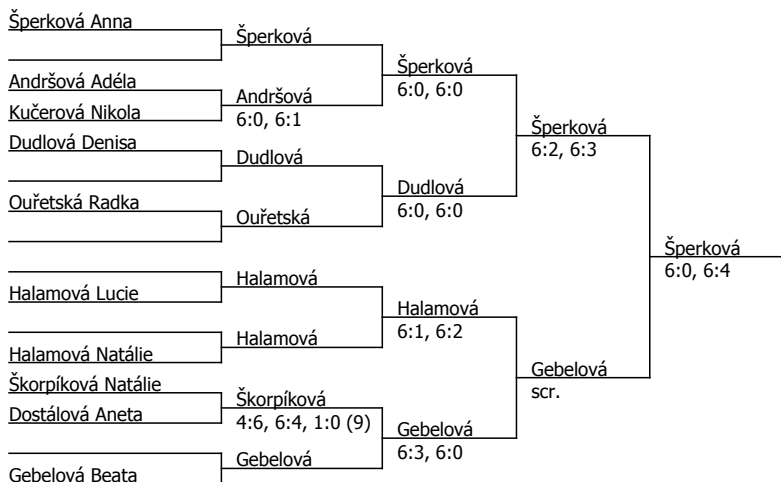 Šperková Anna
Šperková
Šperková
6:0, 6:0
Andršová Adéla
Andršová
6:0, 6:1
Kučerová Nikola
Šperková
6:2, 6:3
Dudlová Denisa
Dudlová
Dudlová
6:0, 6:0
Ouřetská Radka
Ouřetská
Šperková
6:0, 6:4
Halamová
Halamová Lucie
Halamová
6:1, 6:2
Halamová
Halamová Natálie
Gebelová
scr.
Škorpíková Natálie
Škorpíková
4:6, 6:4, 1:0 (9)
Dostálová Aneta
Gebelová
6:3, 6:0
Gebelová
Gebelová Beata